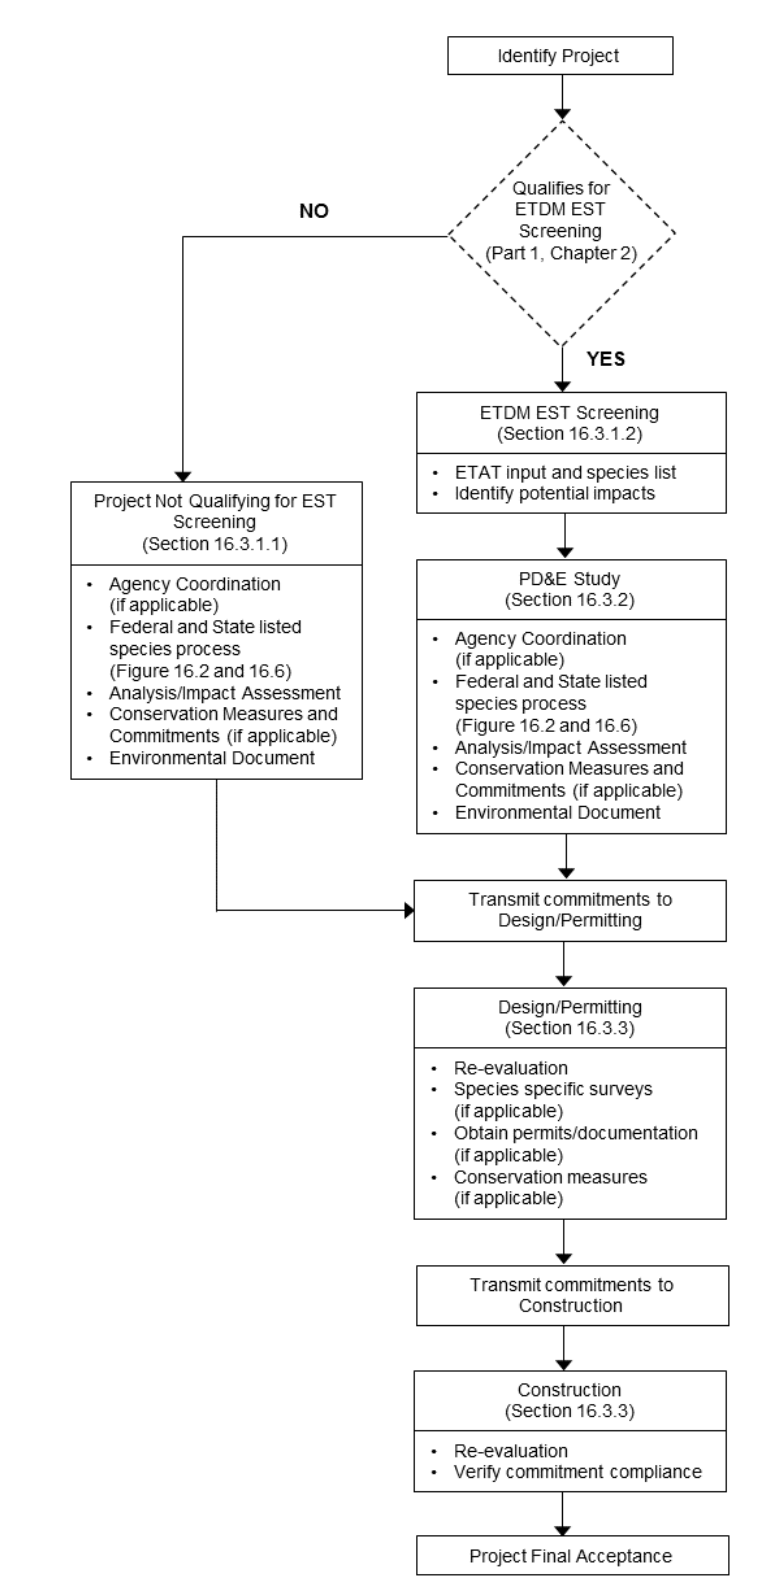 Identify Project
Qualifies for
ETDM EST
Screening
(Part 1, Chapter 2)
NO
YES
ETDM EST Screening
(Section 16.3.1.2)
• ETAT input and species list
• Identify potential impacts
Project Not Qualifying for EST
Screening
(Section 16.3.1.1)
• Agency Coordination
(if applicable)
• Federal and State listed
species process
(Figure 16.2 and 16.6)
• Analysis/Impact Assessment
• Conservation Measures and
Commitments (if applicable)
• Environmental Document
PD&E Study
(Section 16.3.2)
• Agency Coordination
(if applicable)
• Federal and State listed
species process
(Figure 16.2 and 16.6)
• Analysis/Impact Assessment
• Conservation Measures and
Commitments (if applicable)
• Environmental Document
Transmit commitments to
Design/Permitting
Design/Permitting
(Section 16.3.3)
• Re-evaluation
• Species specific surveys
(if applicable)
• Obtain permits/documentation
(if applicable)
• Conservation measures
(if applicable)
Transmit commitments to
Construction
Construction
(Section 16.3.3)
• Re-evaluation
• Verify commitment compliance
Project Final Acceptance